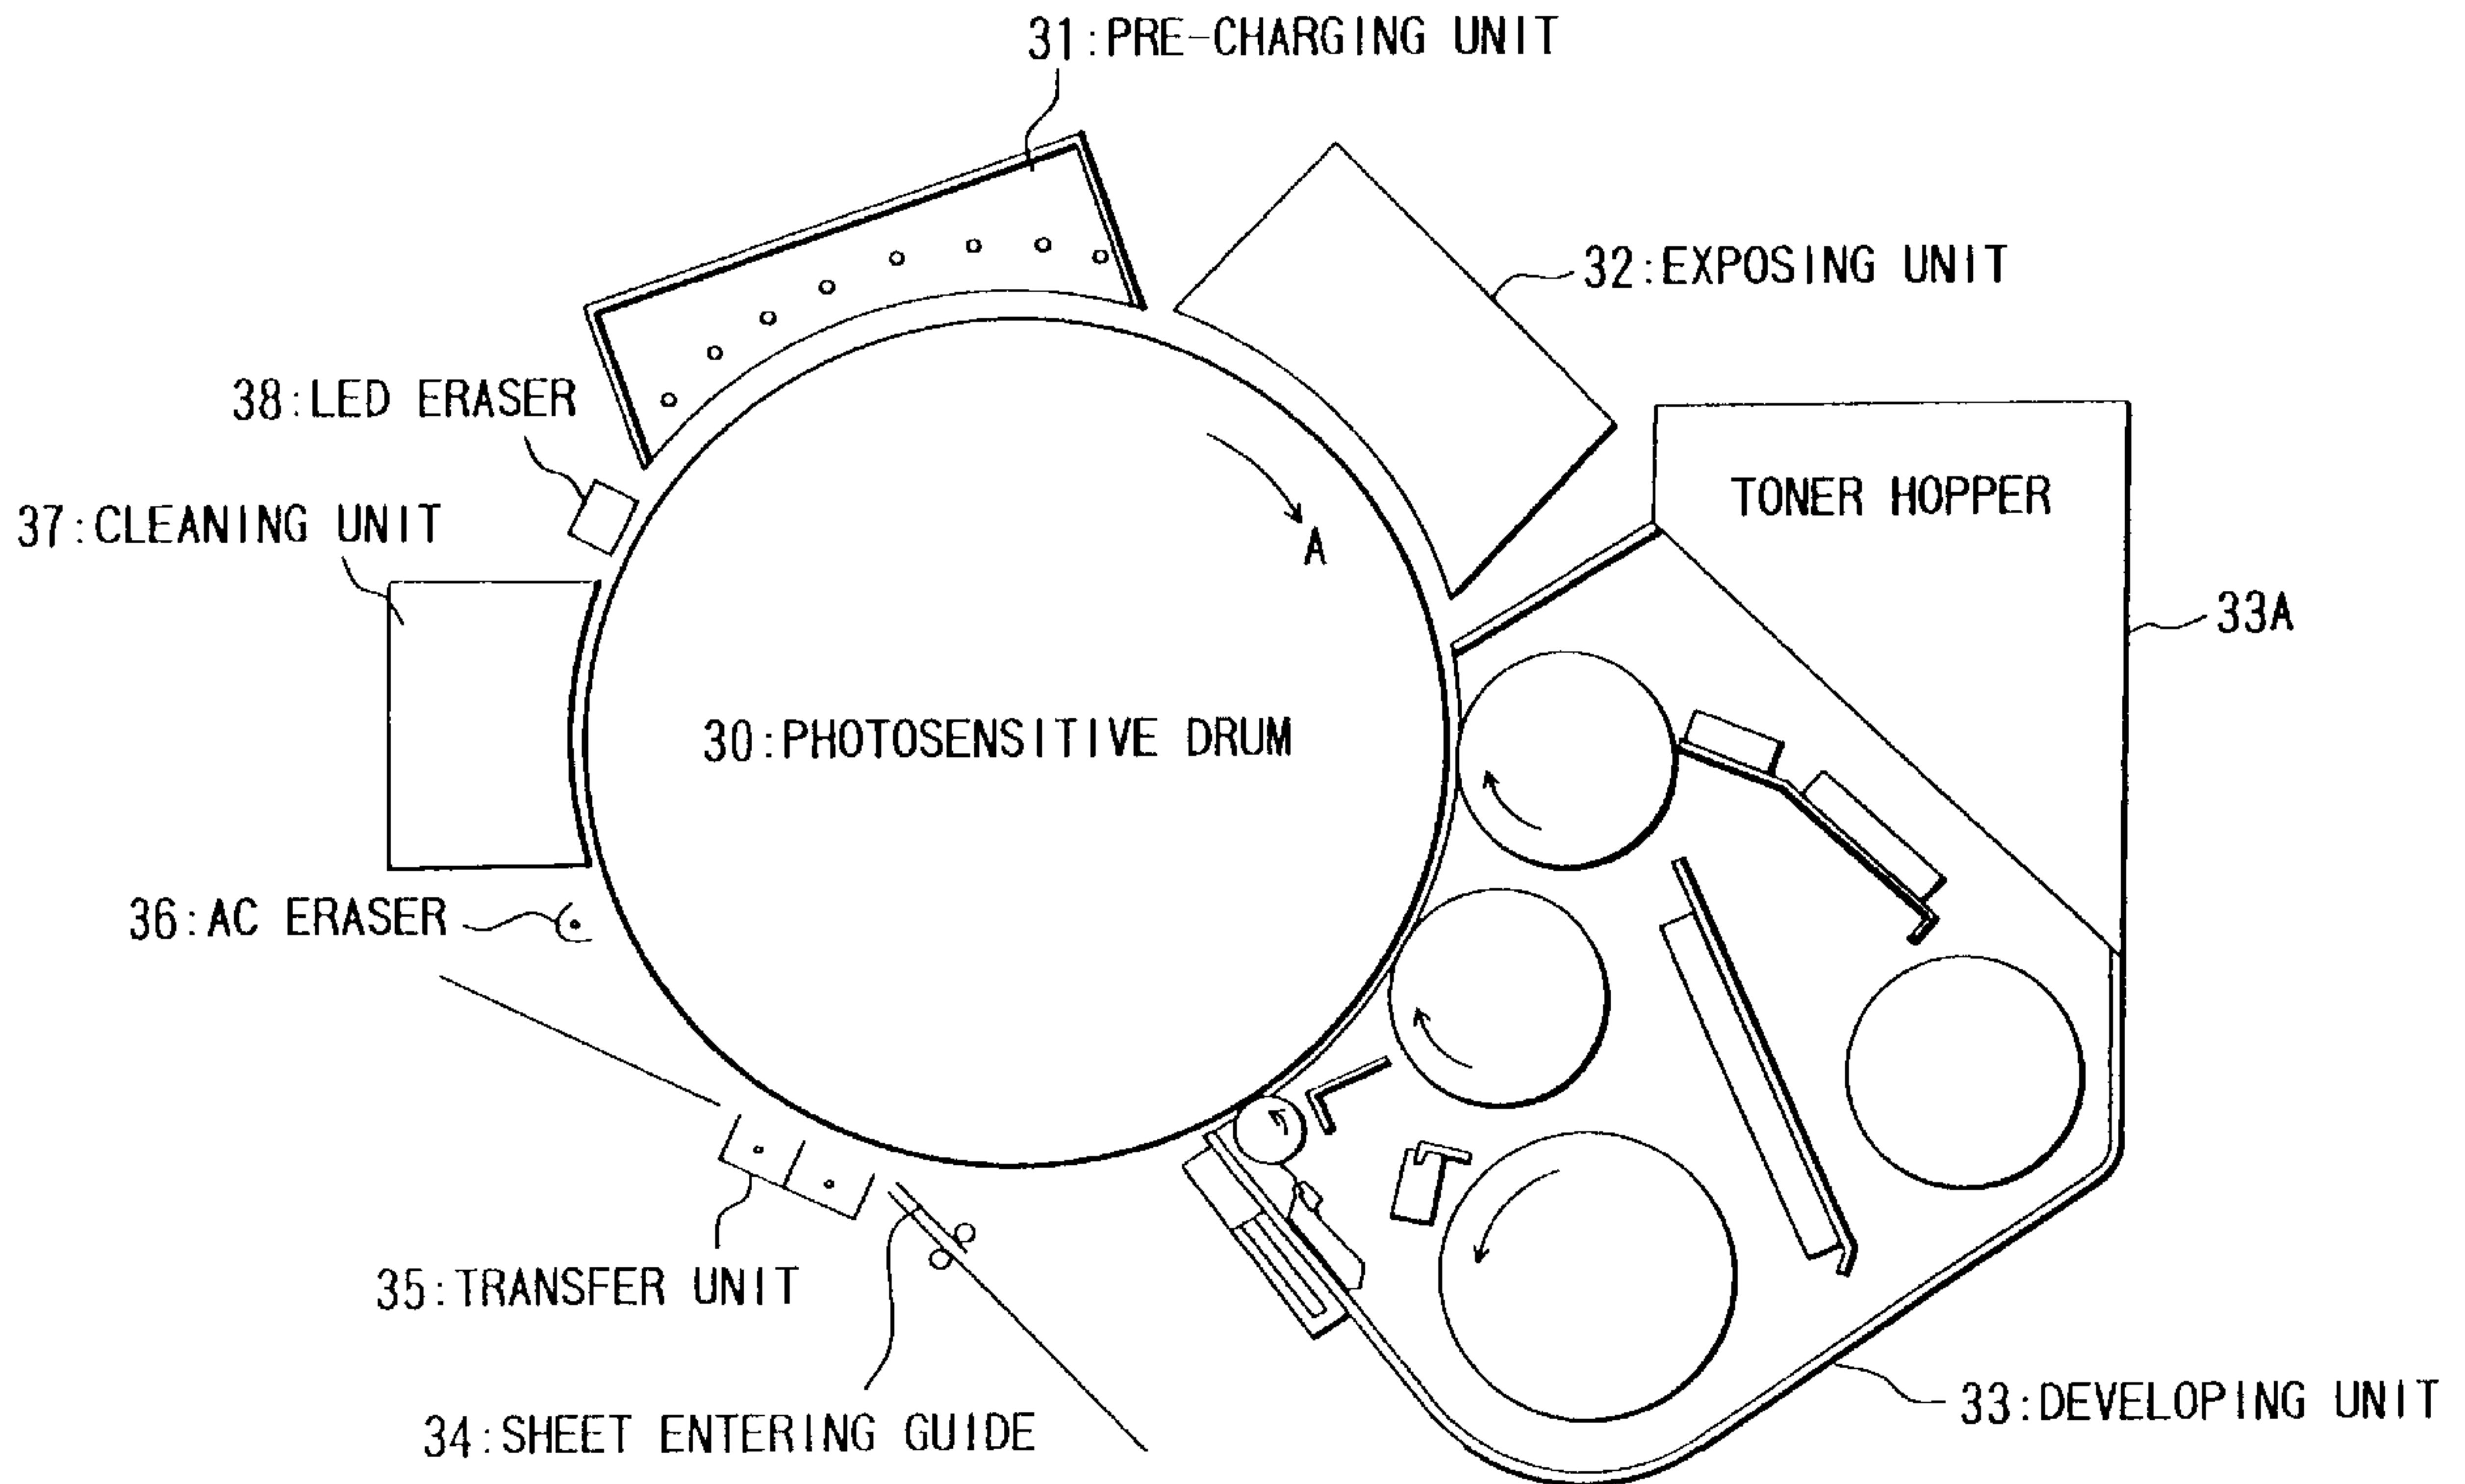 31:PRE-CHARGING UNIT
32:EXPOSING UNIT
38:LED ERASER
TONER HOPPER
37:CLEANING UNIT
A
33A
30:PHOTOSENSITIVE DRUM
36:AC ERASER
35:TRANSFER UNIT
33:DEVELOPING UNIT
34:SHEET ENTERING GUIDE